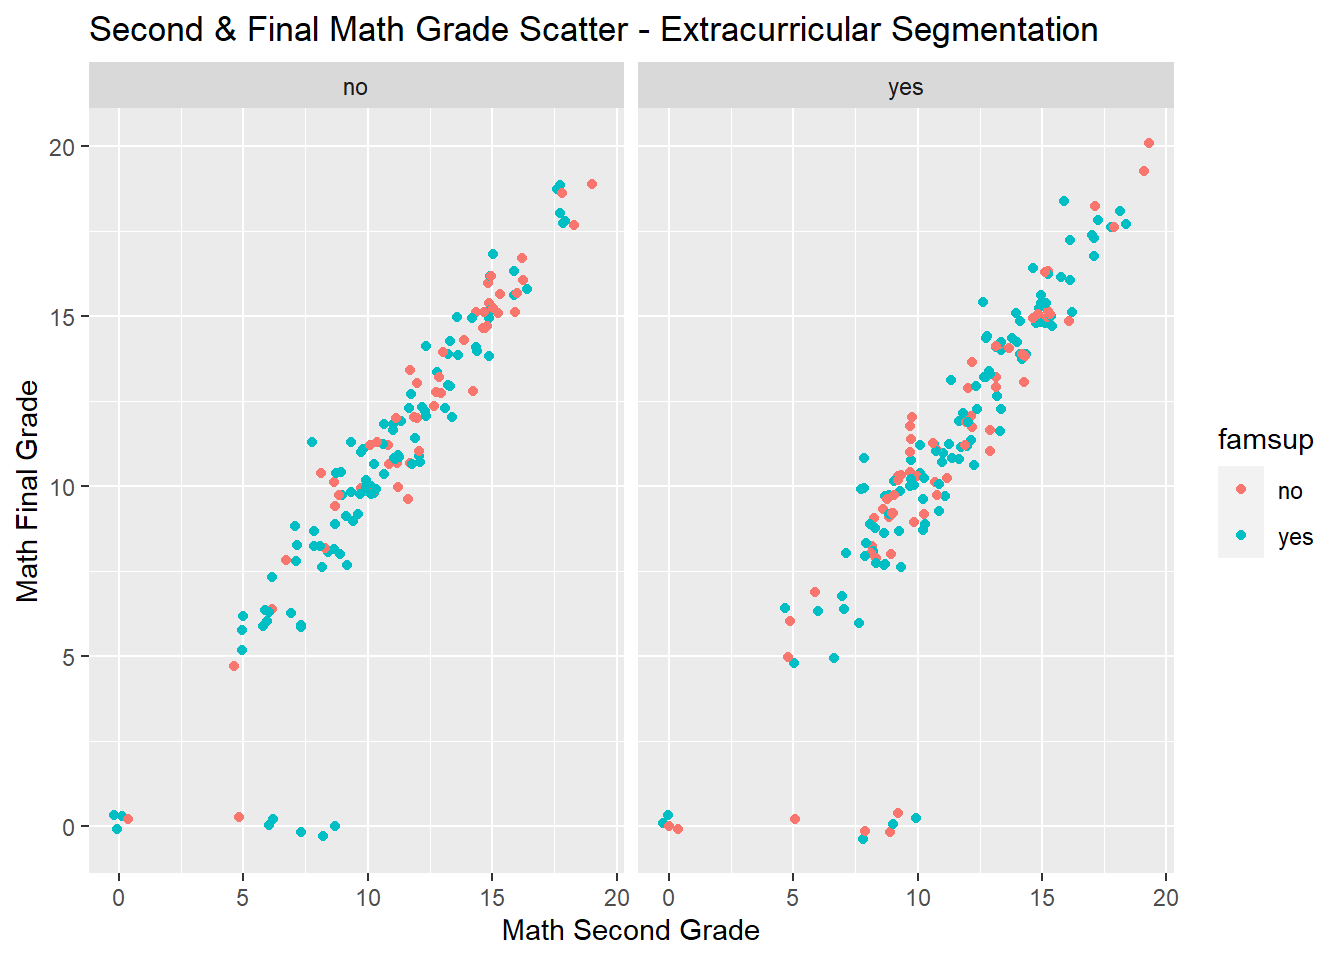 Second & Final Math Grade Scatter - Extracurricular Segmentation
no
yes
20
15
10
5
0
Math Final Grade
0 5 10 15 20
0 5 10 15 20
Math Second Grade
famsup
no
yes